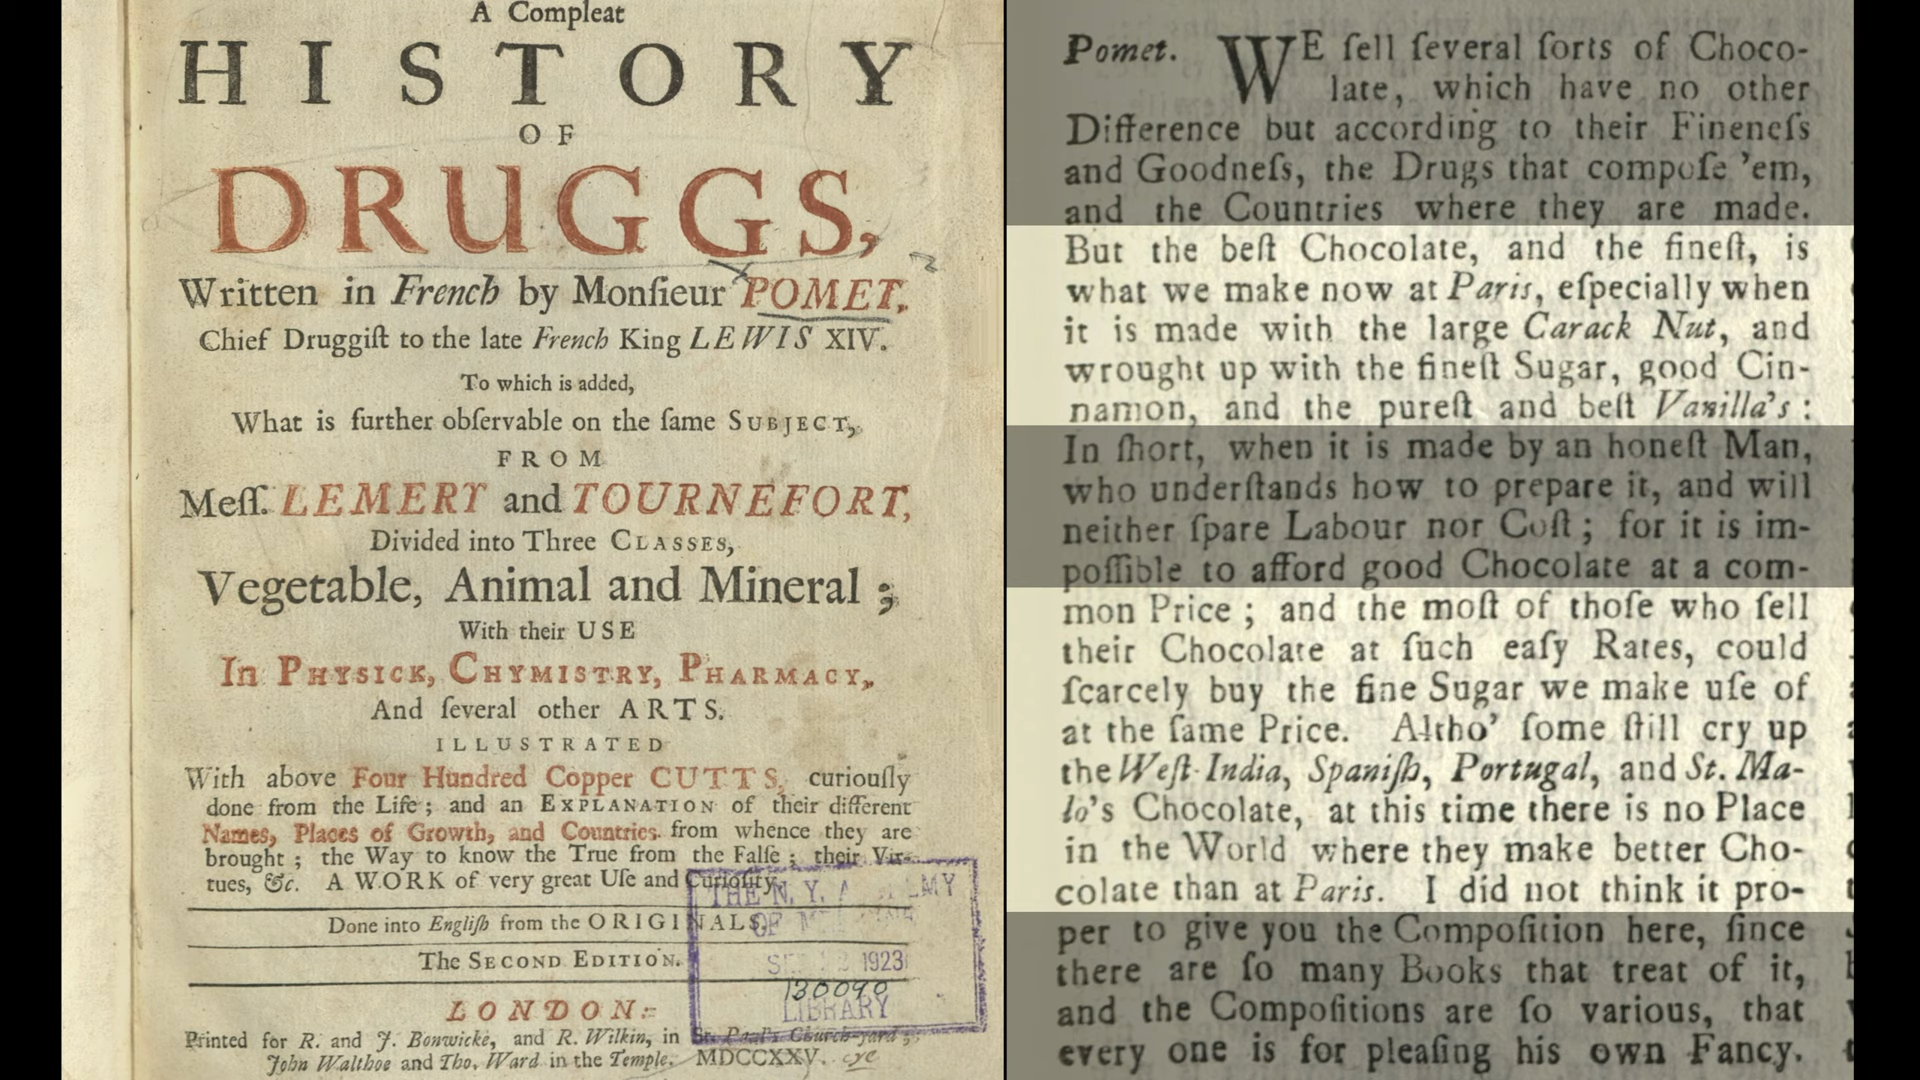 A Compleat
HISTORY
OF
DRUGGS,
Written in French by Monſieur POMET,
Chief Druggiſt to the late French King LEWIS XIV.
To which is added,
What is further obſervable on the ſame SUBJECT,
FROM
Meſſ. LEMERY and TOURNEFORT,
Divided into Three CLASSES,
Vegetable, Animal and Mineral;
With their USE
In PHYSICK, CHYMISTRY, PHARMACY,
And ſeveral other ARTS.
ILLUSTRATED
With above Four Hundred Copper CUTTS, curiouſly
done from the Life; and an EXPLANATION of their different
Names, Places of Growth, and Countries from whence they are
brought; the Way to know the True from the Falſe; their Vir-
tues, &c. A WORK of very great Uſe and Curioſity.
Done into Engliſh from the ORIGINALS.
The SECOND EDITION.
LONDON:
Printed for R. and J. Bonwicke, and R. Wilkin, in St. Paul's Church-yard;
John Walthoe and Tho. Ward in the Temple. MDCCXXV.
THE N. Y.
OF
1923
130090
LIBRARY
Pomet. WE ſell ſeveral ſorts of Choco-
late, which have no other
Difference but according to their Fineneſs
and Goodneſs, the Drugs that compoſe 'em,
and the Countries where they are made.
But the beſt Chocolate, and the fineſt, is
what we make now at Paris, eſpecially when
it is made with the large Carack Nut, and
wrought up with the fineſt Sugar, good Cin-
namon, and the pureſt and beſt Vanilla's:
In ſhort, when it is made by an honeſt Man,
who underſtands how to prepare it, and will
neither ſpare Labour nor Coſt; for it is im-
poſſible to afford good Chocolate at a com-
mon Price; and the moſt of thoſe who ſell
their Chocolate at ſuch eaſy Rates, could
ſcarcely buy the fine Sugar we make uſe of
at the ſame Price. Altho' ſome ſtill cry up
the Weſt-India, Spaniſh, Portugal, and St. Ma-
lo's Chocolate, at this time there is no Place
in the World where they make better Cho-
colate than at Paris. I did not think it pro-
per to give you the Compoſition here, ſince
there are ſo many Books that treat of it,
and the Compoſitions are ſo various, that
every one is for pleaſing his own Fancy.